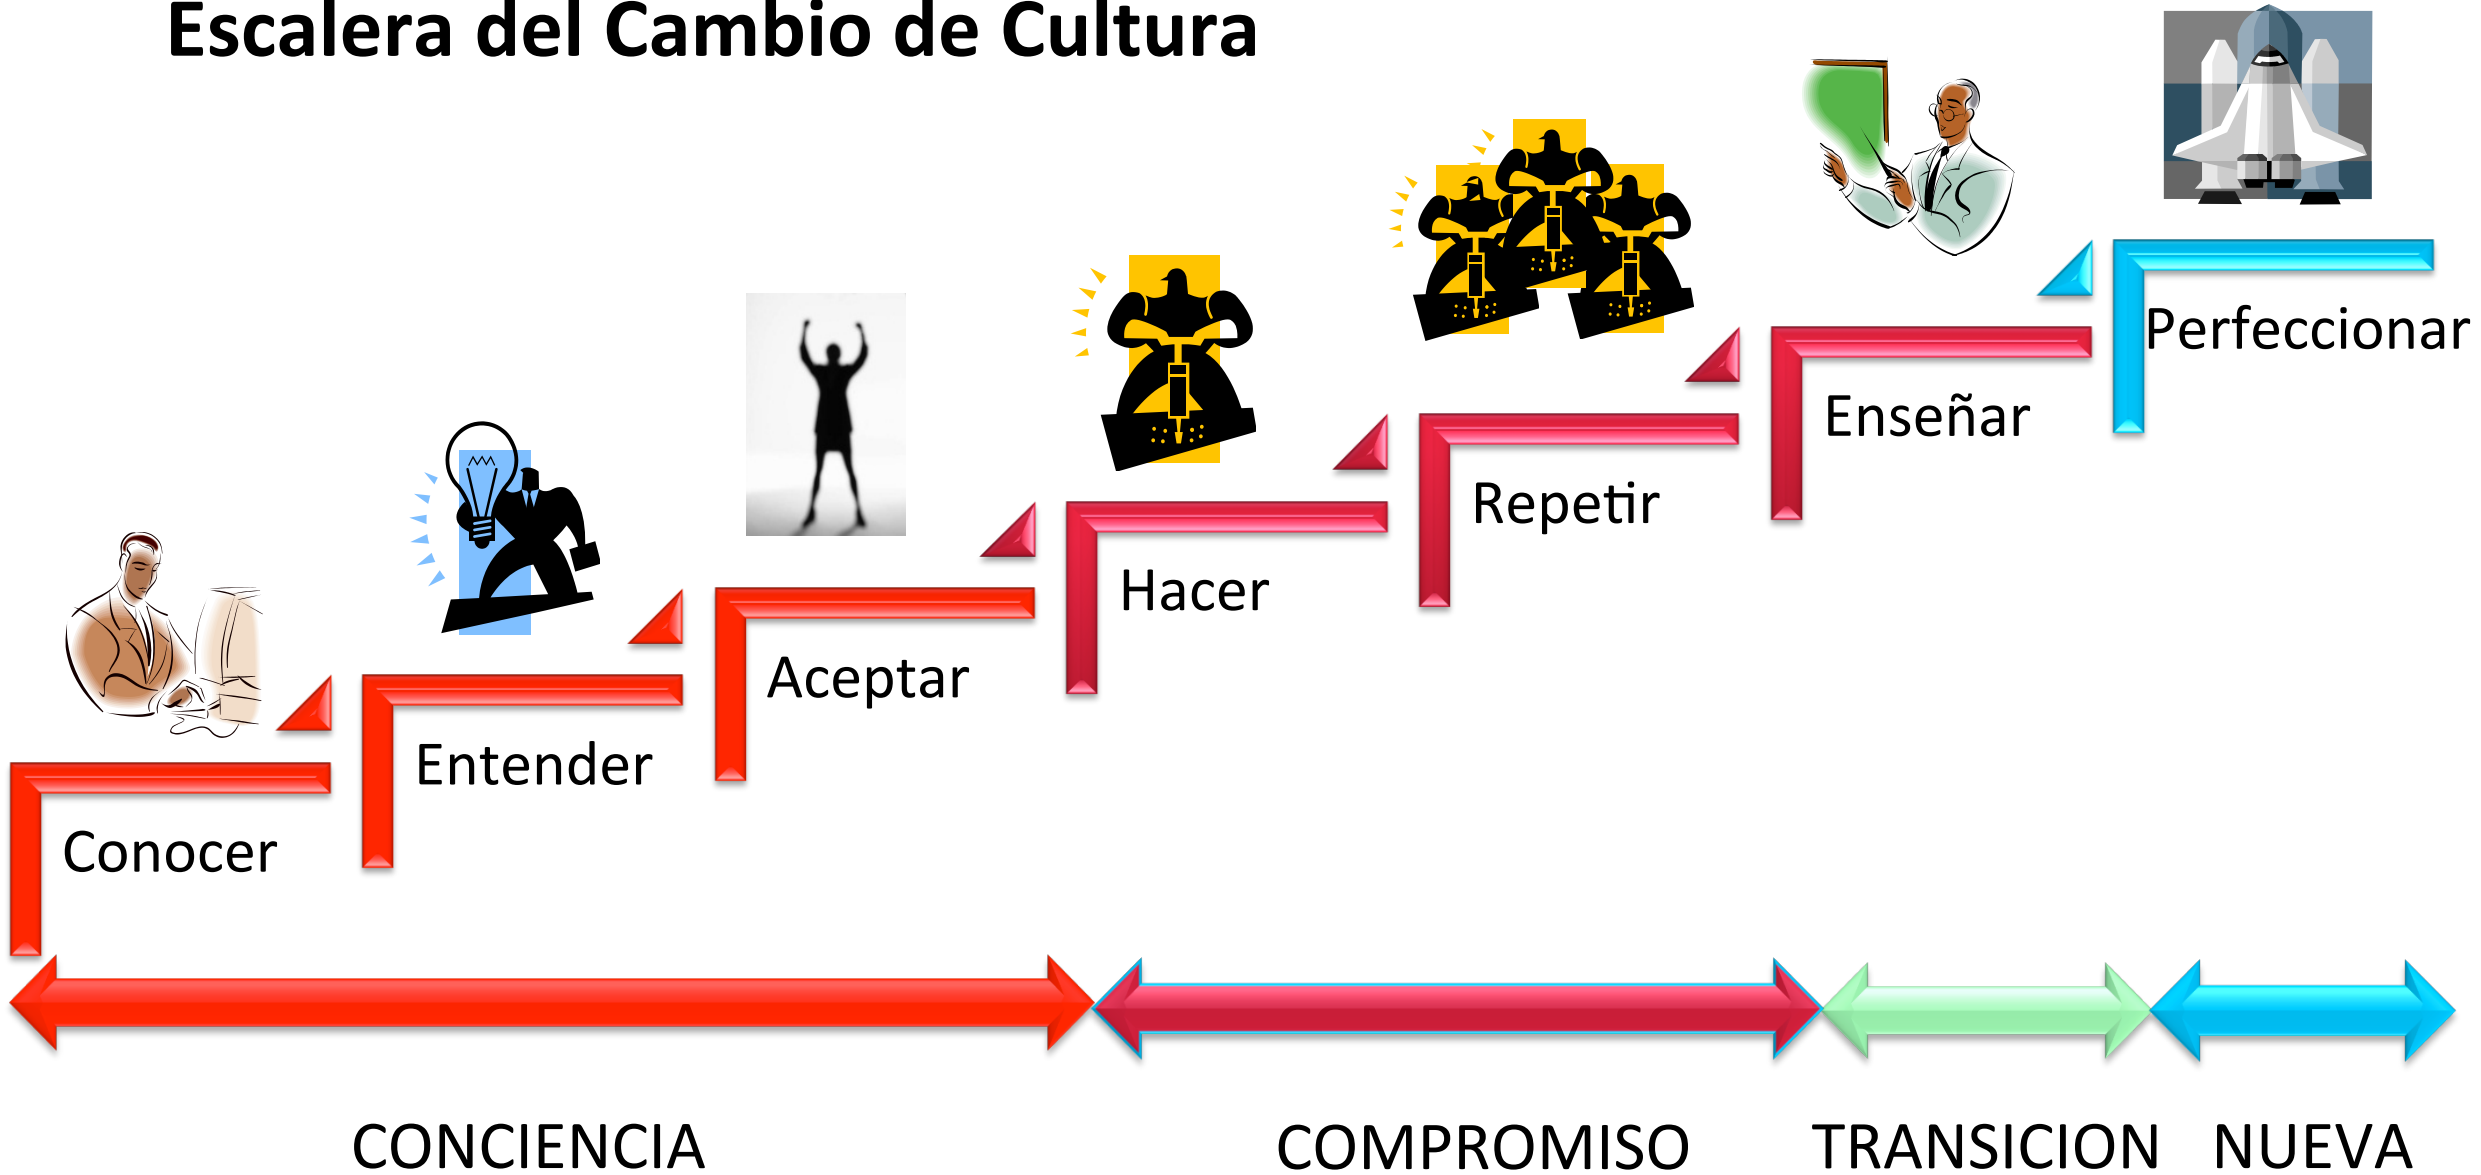 Escalera del Cambio de Cultura
Perfeccionar
Enseñar
Repetir
Hacer
Aceptar
Entender
Conocer
CONCIENCIA
COMPROMISO
TRANSICION
NUEVA